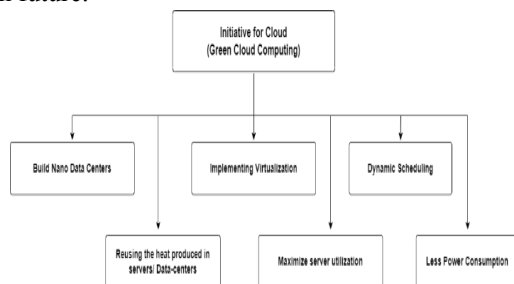 future.
Initiative for Cloud
(Green Cloud Computing)
Build Nano Data Centers
Implementing Virtualization
Dynamic Scheduling
Reusing the heat produced in
servers/ Data-centers
Maximize server utilization
Less Power Consumption